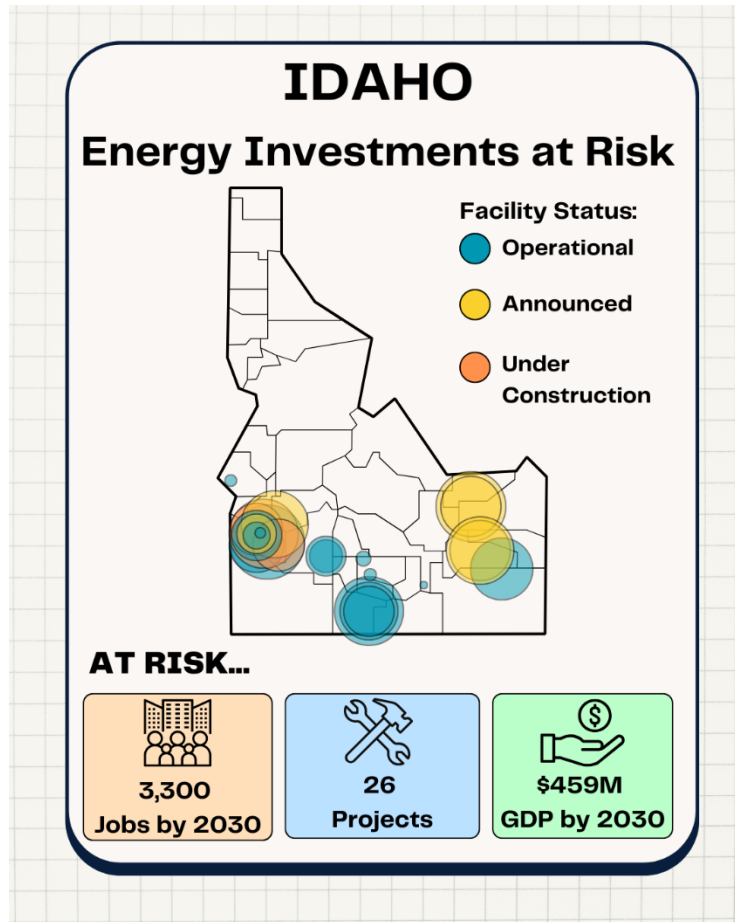 IDAHO
Energy Investments at Risk
Facility Status:
Operational
Announced
Under
Construction
AT RISK...
$
3,300
Jobs by 2030
26
Projects
$459M
GDP by 2030